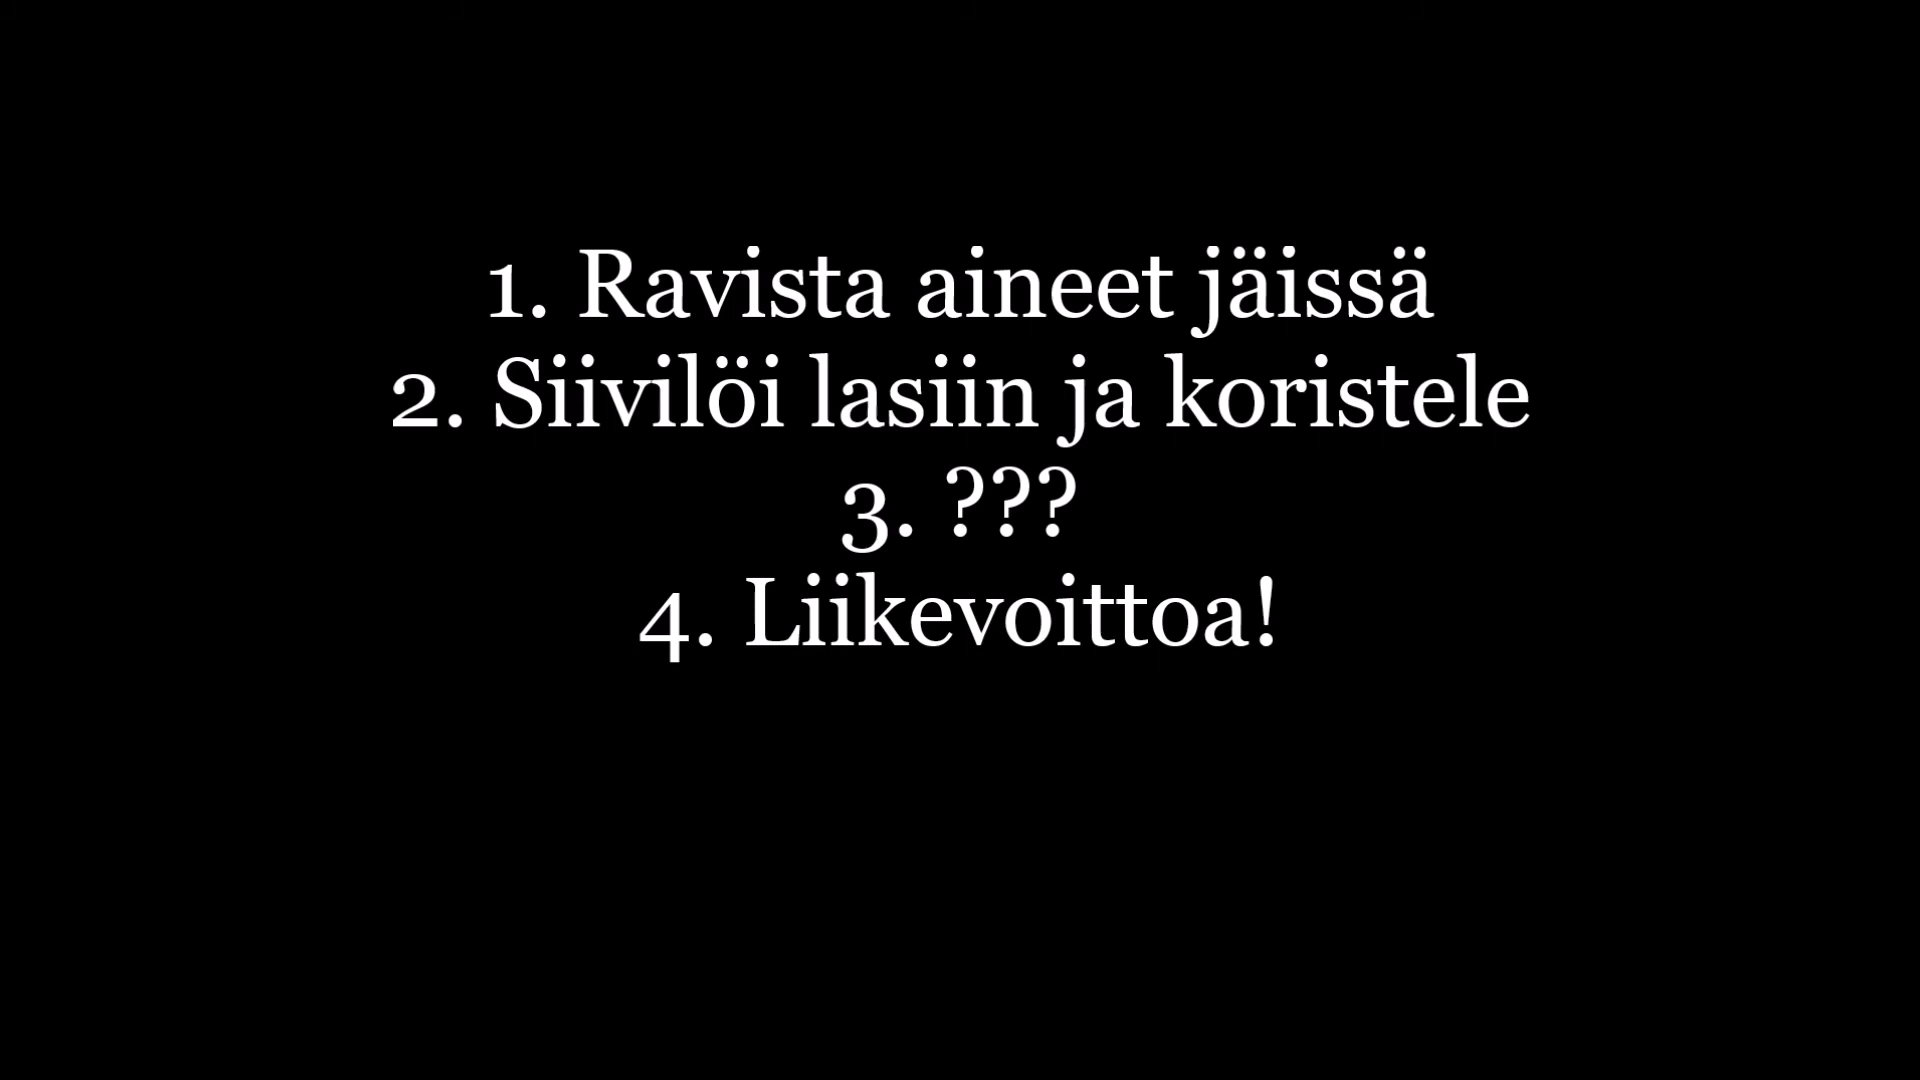 1. Ravista aineet jäissä
2. Siivilöi lasiin ja koristele
3. ???
4. Liikevoittoa!